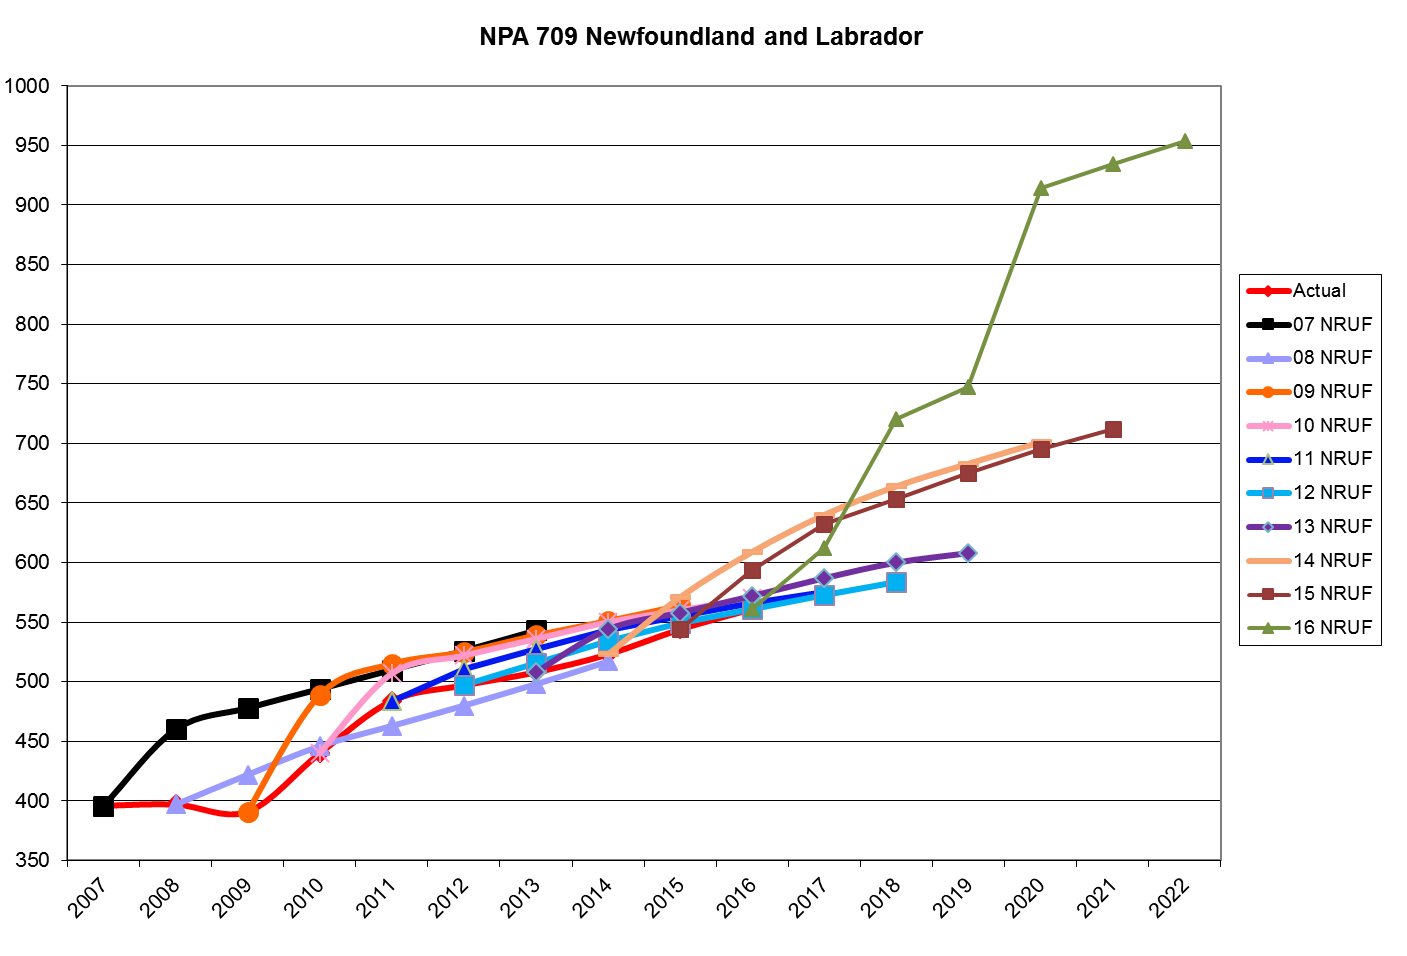 NPA 709 Newfoundland and Labrador
1000
950
900
850
800
750
700
650
600
550
500
450
400
350
2007
2008
2009
2010
2011
2012
2013
2014
2015
2016
2017
2018
2019
2020
2021
2022
Actual
07 NRUF
08 NRUF
09 NRUF
10 NRUF
11 NRUF
12 NRUF
13 NRUF
14 NRUF
15 NRUF
16 NRUF